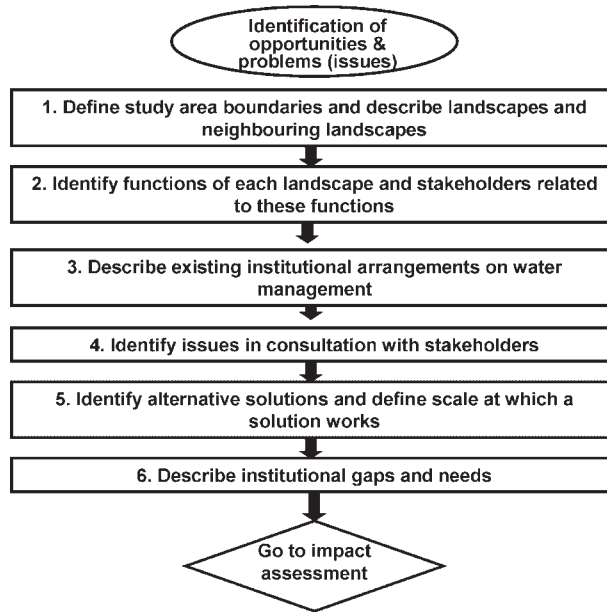 Identification of
opportunities &
problems (issues)
1. Define study area boundaries and describe landscapes and
neighbouring landscapes
2. Identify functions of each landscape and stakeholders related
to these functions
3. Describe existing institutional arrangements on water
management
4. Identify issues in consultation with stakeholders
5. Identify alternative solutions and define scale at which a
solution works
6. Describe institutional gaps and needs
Go to impact
assessment